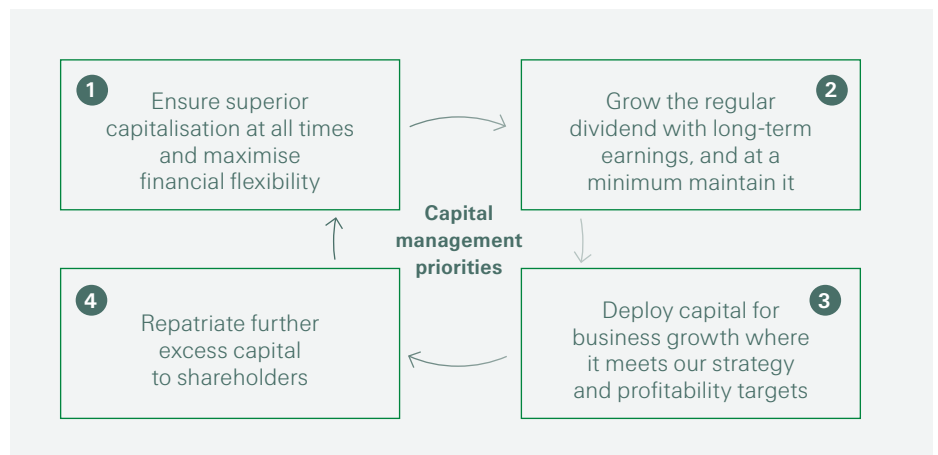 1
Ensure superior
capitalisation at all times
and maximise
financial flexibility
2
Grow the regular
dividend with long-term
earnings, and at a
minimum maintain it
Capital
management
priorities
4
Repatriate further
excess capital
to shareholders
3
Deploy capital for
business growth where
it meets our strategy
and profitability targets